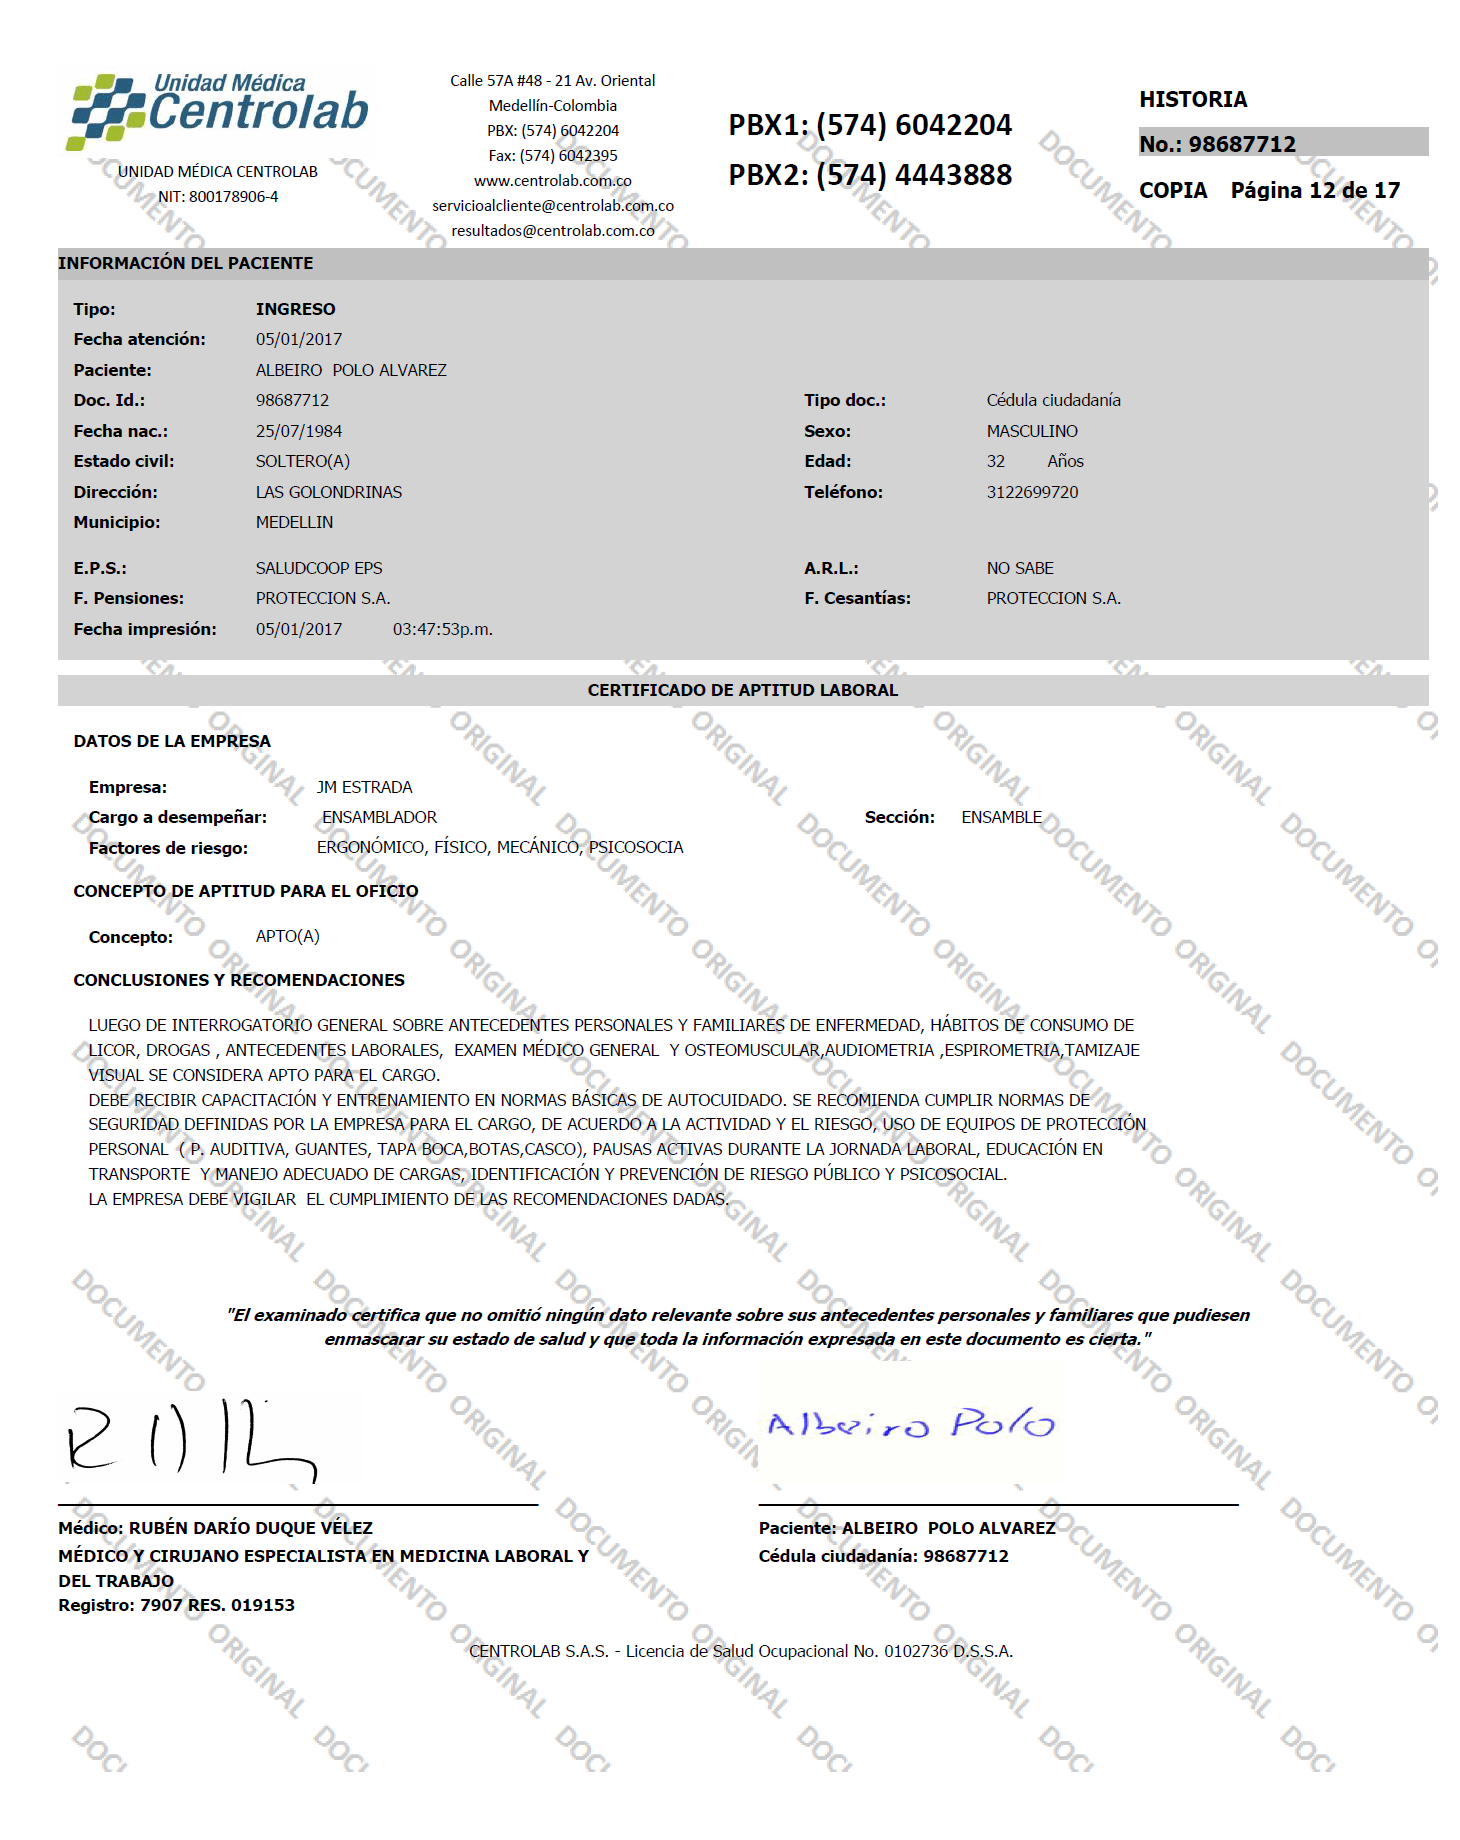 Unidad Médica
Centrolab
UNIDAD MÉDICA CENTROLAB
NIT: 800178906-4
Calle 57A #48 - 21 Av. Oriental
Medellín-Colombia
PBX: (574) 6042204
Fax: (574) 6042395
www.centrolab.com.co
servicioalcliente@centrolab.com.co
resultados@centrolab.com.co
PBX1: (574) 6042204
PBX2: (574) 4443888
HISTORIA
No.: 98687712
COPIA Página 12 de 17
INFORMACIÓN DEL PACIENTE
Tipo: INGRESO
Fecha atención: 05/01/2017
Paciente: ALBEIRO POLO ALVAREZ
Doc. Id.: 98687712 Tipo doc.: Cédula ciudadanía
Fecha nac.: 25/07/1984 Sexo: MASCULINO
Estado civil: SOLTERO(A) Edad: 32 Años
Dirección: LAS GOLONDRINAS Teléfono: 3122699720
Municipio: MEDELLIN
E.P.S.: SALUDCOOP EPS A.R.L.: NO SABE
F. Pensiones: PROTECCION S.A. F. Cesantías: PROTECCION S.A.
Fecha impresión: 05/01/2017 03:47:53p.m.
CERTIFICADO DE APTITUD LABORAL
DATOS DE LA EMPRESA
Empresa: JM ESTRADA
Cargo a desempeñar: ENSAMBLADOR Sección: ENSAMBLE
Factores de riesgo: ERGONÓMICO, FÍSICO, MECÁNICO, PSICOSOCIA
CONCEPTO DE APTITUD PARA EL OFICIO
Concepto: APTO(A)
CONCLUSIONES Y RECOMENDACIONES
LUEGO DE INTERROGATORIO GENERAL SOBRE ANTECEDENTES PERSONALES Y FAMILIARES DE ENFERMEDAD, HÁBITOS DE CONSUMO DE
LICOR, DROGAS , ANTECEDENTES LABORALES, EXAMEN MÉDICO GENERAL Y OSTEOMUSCULAR,AUDIOMETRIA ,ESPIROMETRIA,TAMIZAJE
VISUAL SE CONSIDERA APTO PARA EL CARGO.
DEBE RECIBIR CAPACITACIÓN Y ENTRENAMIENTO EN NORMAS BÁSICAS DE AUTOCUIDADO. SE RECOMIENDA CUMPLIR NORMAS DE
SEGURIDAD DEFINIDAS POR LA EMPRESA PARA EL CARGO, DE ACUERDO A LA ACTIVIDAD Y EL RIESGO, USO DE EQUIPOS DE PROTECCIÓN
PERSONAL ( P. AUDITIVA, GUANTES, TAPA BOCA,BOTAS,CASCO), PAUSAS ACTIVAS DURANTE LA JORNADA LABORAL, EDUCACIÓN EN
TRANSPORTE Y MANEJO ADECUADO DE CARGAS, IDENTIFICACIÓN Y PREVENCIÓN DE RIESGO PÚBLICO Y PSICOSOCIAL.
LA EMPRESA DEBE VIGILAR EL CUMPLIMIENTO DE LAS RECOMENDACIONES DADAS.
"El examinado certifica que no omitió ningún dato relevante sobre sus antecedentes personales y familiares que pudiesen
enmascarar su estado de salud y que toda la información expresada en este documento es cierta."
Albeiro Polo
Médico: RUBÉN DARÍO DUQUE VÉLEZ
MÉDICO Y CIRUJANO ESPECIALISTA EN MEDICINA LABORAL Y
DEL TRABAJO
Registro: 7907 RES. 019153
Paciente: ALBEIRO POLO ALVAREZ
Cédula ciudadanía: 98687712
CENTROLAB S.A.S. - Licencia de Salud Ocupacional No. 0102736 D.S.S.A.
DOCUMENTO ORIGINAL